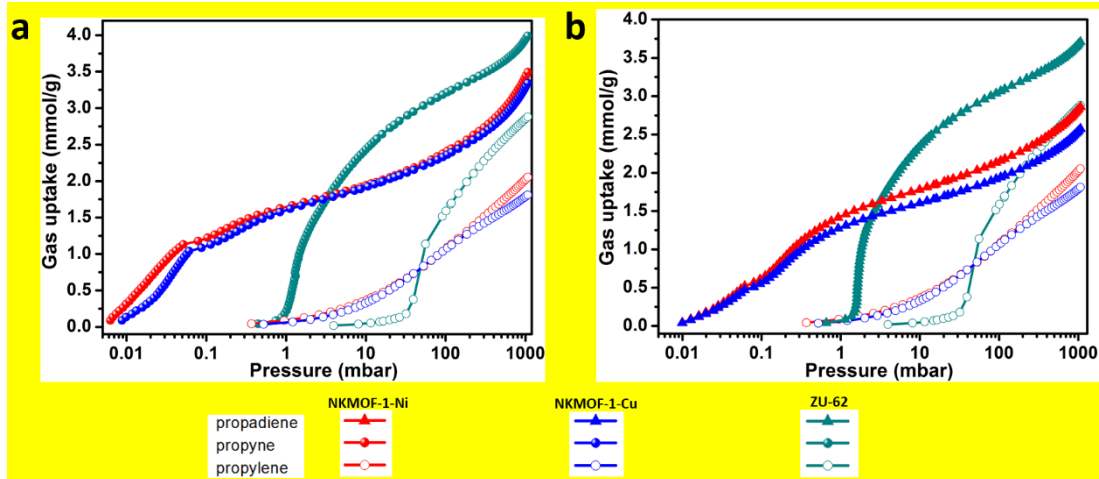 a
Gas uptake (mmol/g)
4.0
3.5
3.0
2.5
2.0
1.5
1.0
0.5
0.0
0.01 0.1 1 10 100 1000
Pressure (mbar)
b
Gas uptake (mmol/g)
4.0
3.5
3.0
2.5
2.0
1.5
1.0
0.5
0.0
0.01 0.1 1 10 100 1000
Pressure (mbar)
NKMOF-1-Ni NKMOF-1-Cu ZU-62
propadiene
propyne
propylene